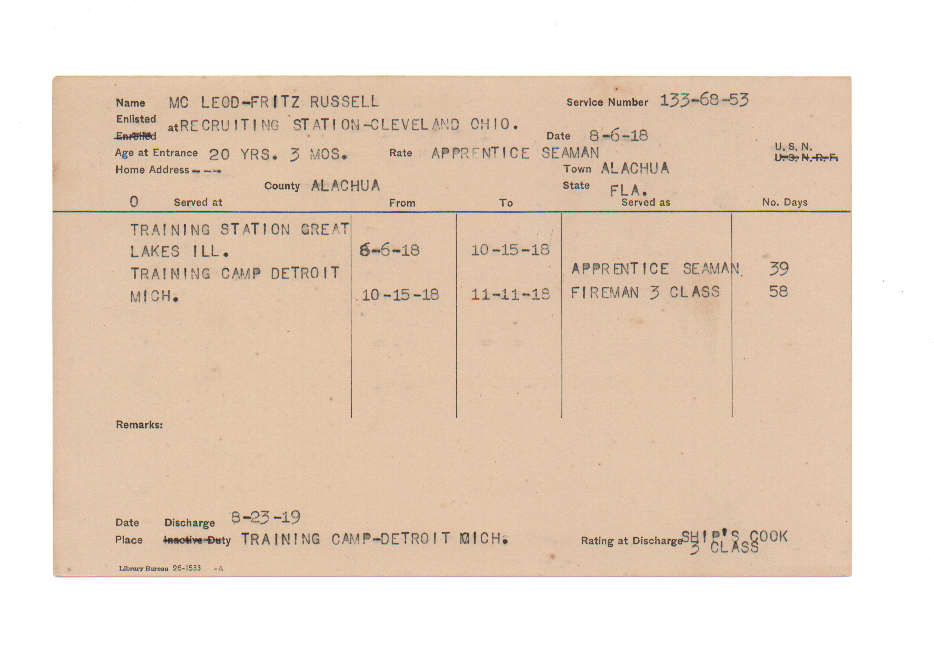 Name MC LEOD-FRITZ RUSSELL Service Number 133-68-53
Enlisted
Enrolled at RECRUITING STATION-CLEVELAND OHIO. Date 8-6-18
Age at Entrance 20 YRS. 3 MOS. Rate APPRENTICE SEAMAN U. S. N.
U. S. N. R. F.
Home Address --- Town ALACHUA
County ALACHUA State FLA.
0 Served at From To Served as No. Days
TRAINING STATION GREAT
LAKES ILL. 8-6-18 10-15-18
TRAINING CAMP DETROIT APPRENTICE SEAMAN. 39
MICH. 10-15-18 11-11-18 FIREMAN 3 CLASS 58
Remarks:
Date Discharge 8-23-19
Place Inactive Duty TRAINING CAMP-DETROIT MICH. Rating at Discharge SHIP'S COOK
3 CLASS
Library Bureau 26-1533 -A